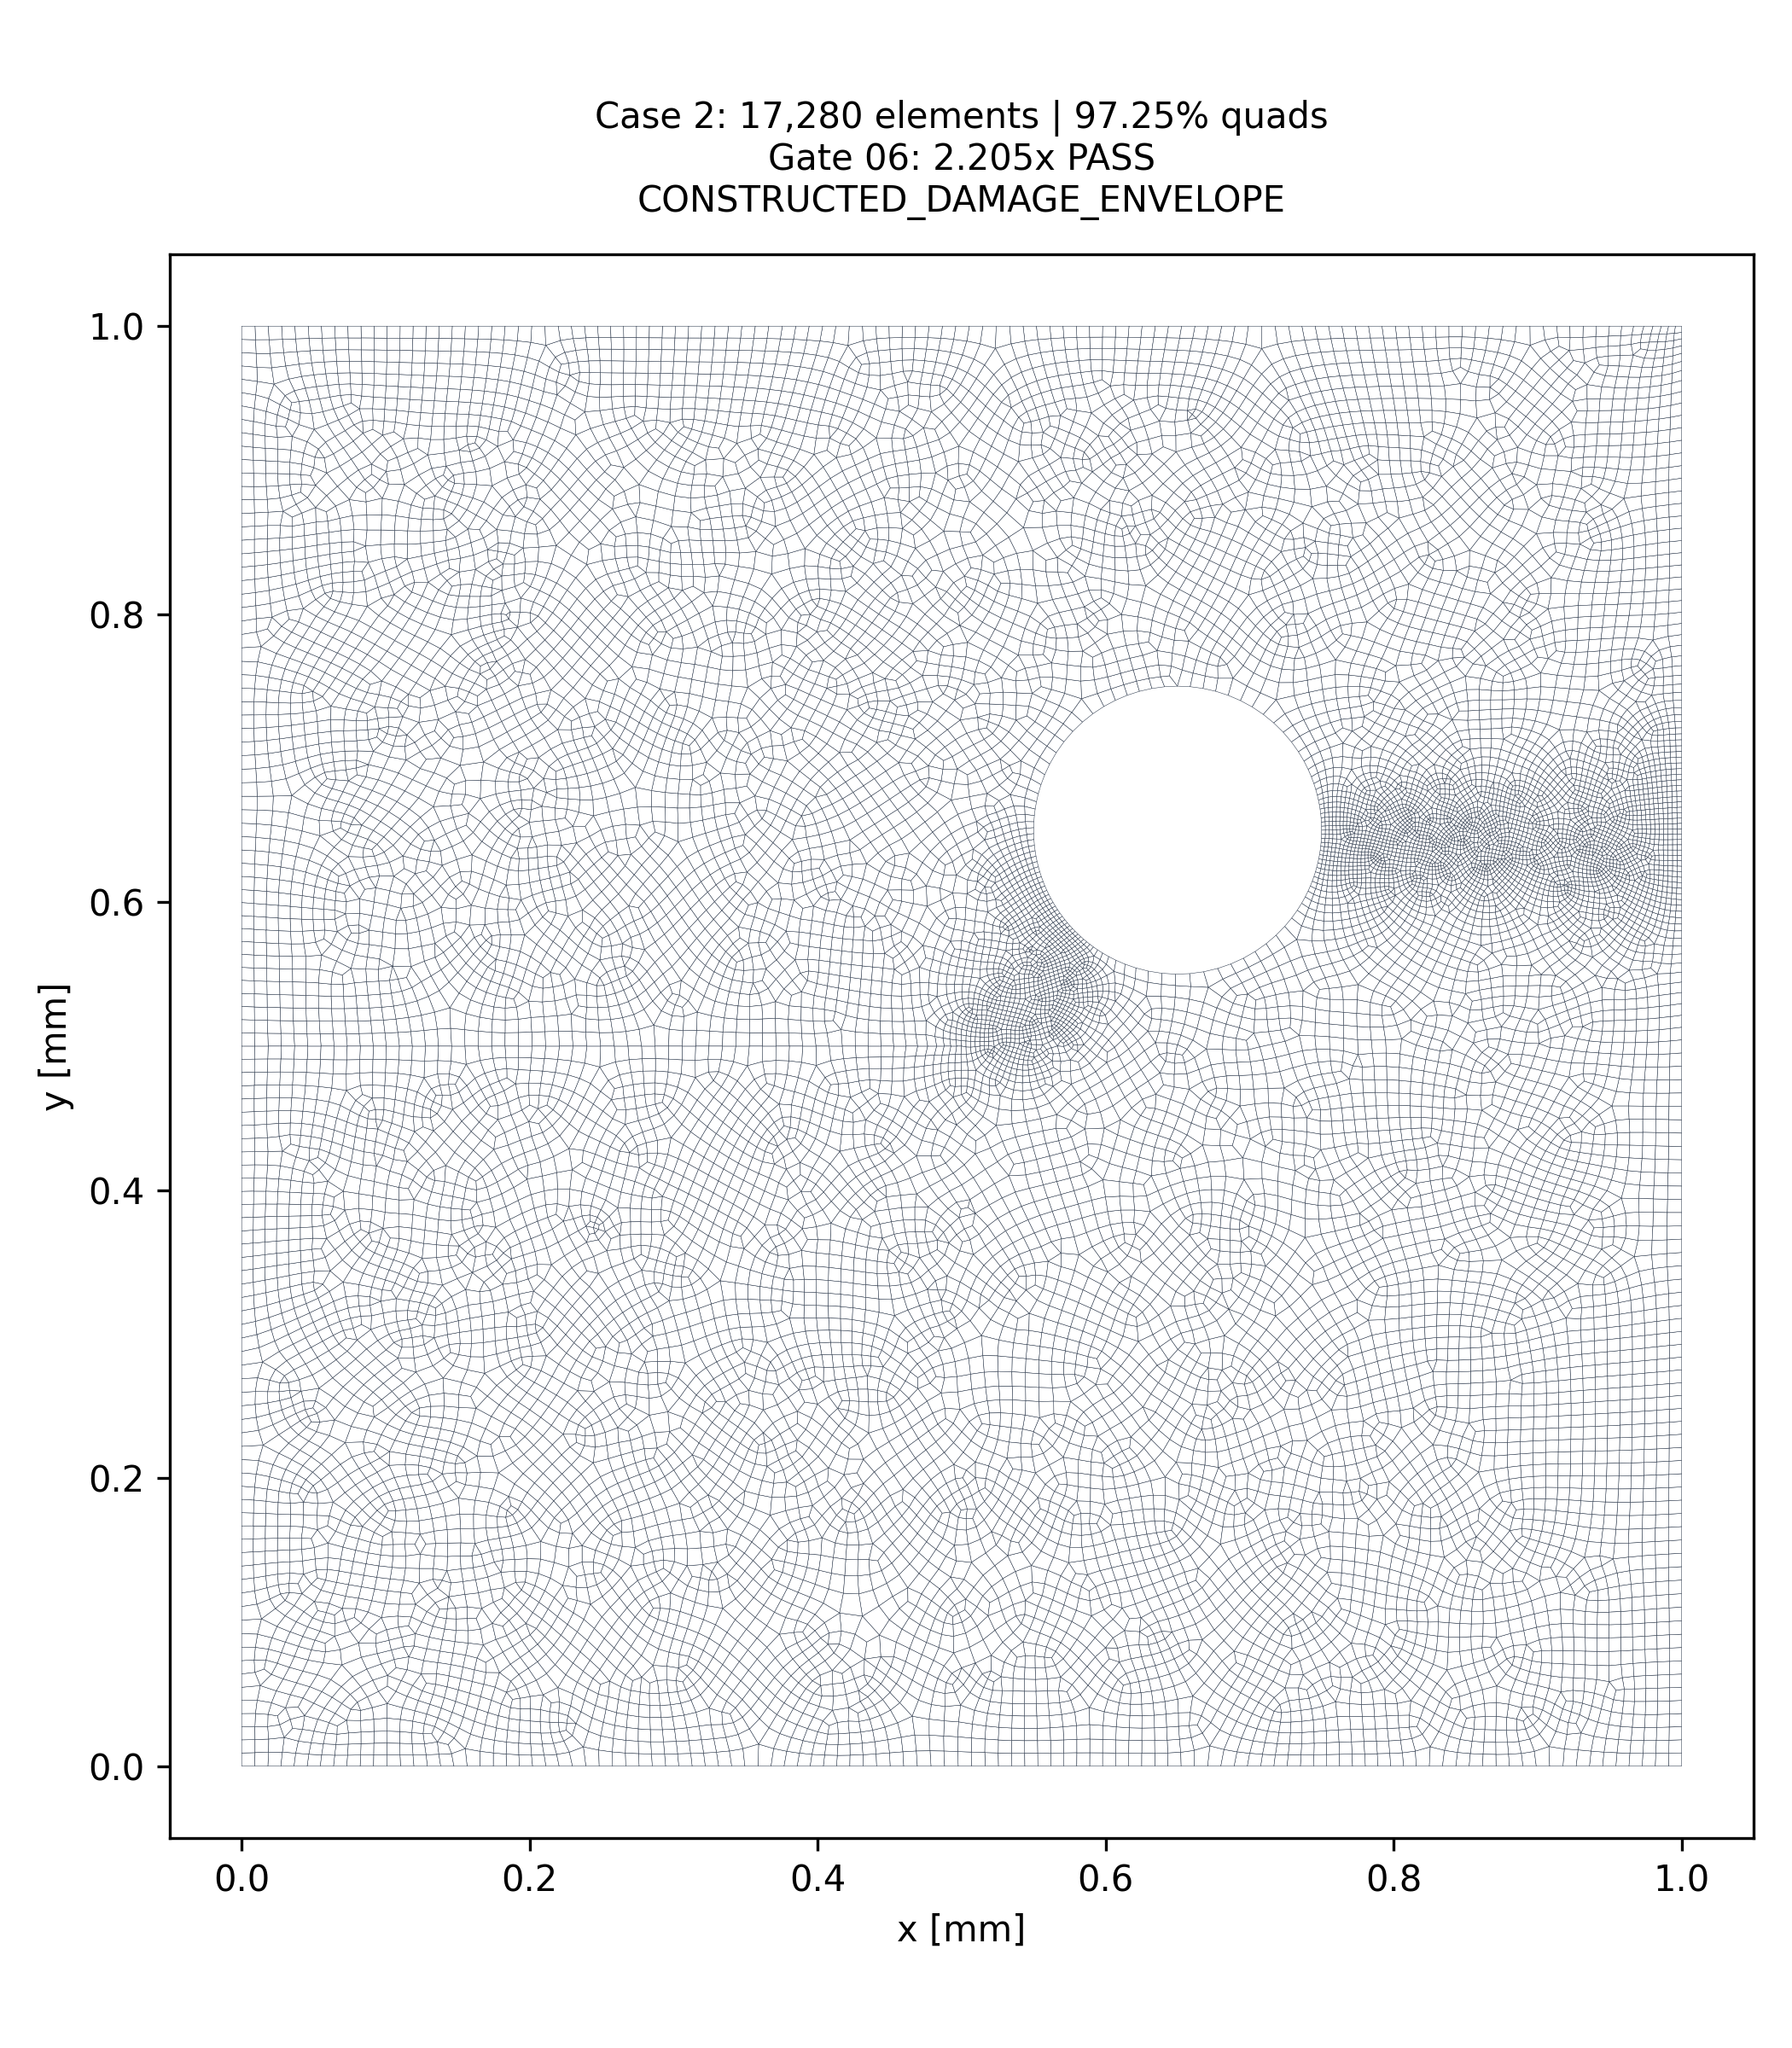 Case 2: 17,280 elements | 97.25% quads
Gate 06: 2.205x PASS
CONSTRUCTED_DAMAGE_ENVELOPE
1.0
0.8
0.6
0.4
0.2
0.0
y [mm]
0.0 0.2 0.4 0.6 0.8 1.0
x [mm]